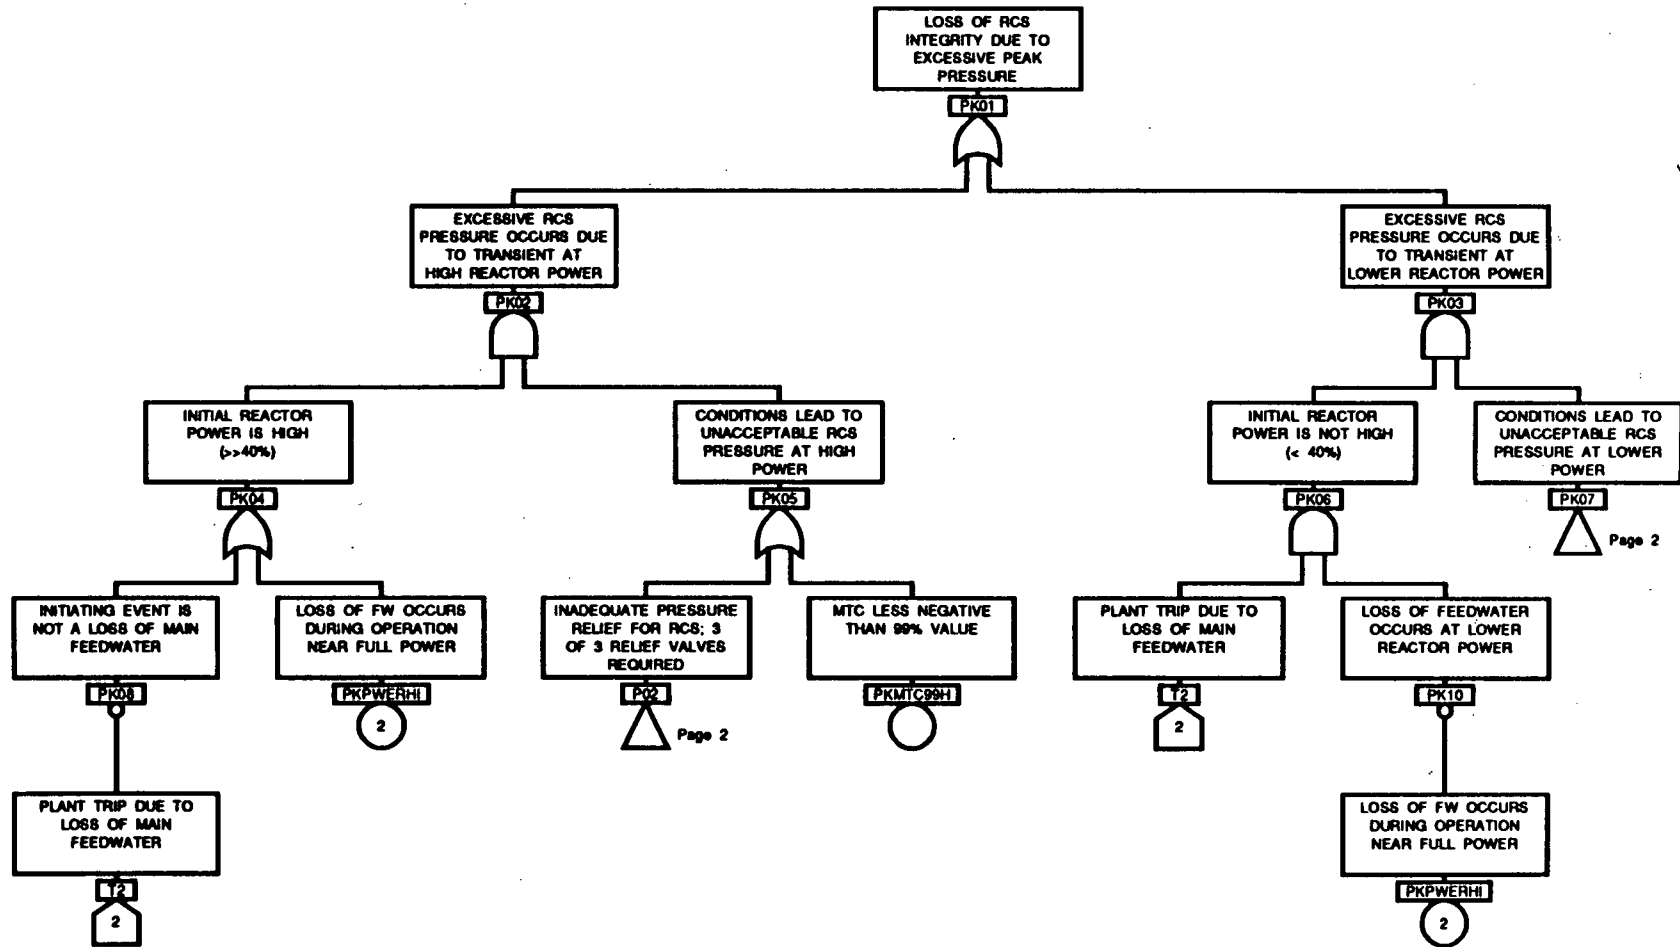 LOSS OF RCS
INTEGRITY DUE TO
EXCESSIVE PEAK
PRESSURE
PK01
EXCESSIVE RCS
PRESSURE OCCURS DUE
TO TRANSIENT AT
HIGH REACTOR POWER
PK02
EXCESSIVE RCS
PRESSURE OCCURS DUE
TO TRANSIENT AT
LOWER REACTOR POWER
PK03
INITIAL REACTOR
POWER IS HIGH
(>>40%)
PK04
CONDITIONS LEAD TO
UNACCEPTABLE RCS
PRESSURE AT HIGH
POWER
PK05
INITIAL REACTOR
POWER IS NOT HIGH
(< 40%)
PK06
CONDITIONS LEAD TO
UNACCEPTABLE RCS
PRESSURE AT LOWER
POWER
PK07
Page 2
INITIATING EVENT IS
NOT A LOSS OF MAIN
FEEDWATER
PK08
LOSS OF FW OCCURS
DURING OPERATION
NEAR FULL POWER
PKPWERHI
2
INADEQUATE PRESSURE
RELIEF FOR RCS; 3
OF 3 RELIEF VALVES
REQUIRED
P02
Page 2
MTC LESS NEGATIVE
THAN 99% VALUE
PKMTC99H
PLANT TRIP DUE TO
LOSS OF MAIN
FEEDWATER
T2
2
LOSS OF FEEDWATER
OCCURS AT LOWER
REACTOR POWER
PK10
PLANT TRIP DUE TO
LOSS OF MAIN
FEEDWATER
T2
2
LOSS OF FW OCCURS
DURING OPERATION
NEAR FULL POWER
PKPWERHI
2